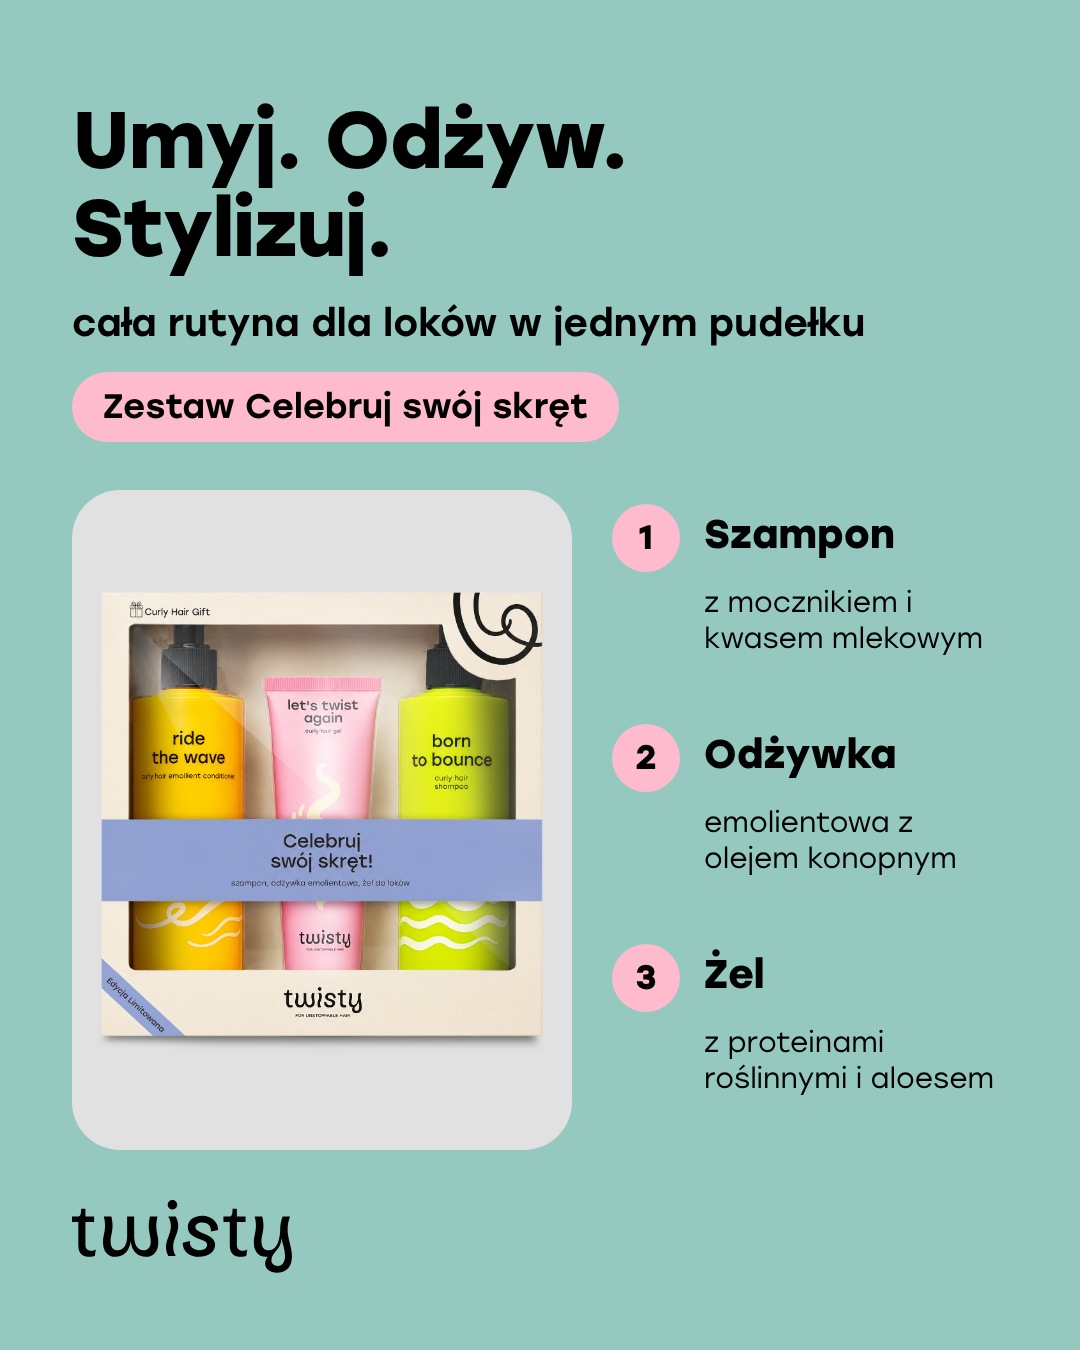 Umyj. Odżyw.
Stylizuj.
cała rutyna dla loków w jednym pudełku
Zestaw Celebruj swój skręt
Curly Hair Gift
ride
the wave
curly hair emollient conditioner
let's twist
again
curly hair gel
born
to bounce
curly hair
shampoo
Celebruj
swój skręt!
szampon, odżywka emolientowa, żel do loków
twisty
FOR UNSTOPPABLE HAIR
Edycja Limitowana
twisty
FOR UNSTOPPABLE HAIR
1
Szampon
z mocznikiem i
kwasem mlekowym
2
Odżywka
emolientowa z
olejem konopnym
3
Żel
z proteinami
roślinnymi i aloesem
twisty